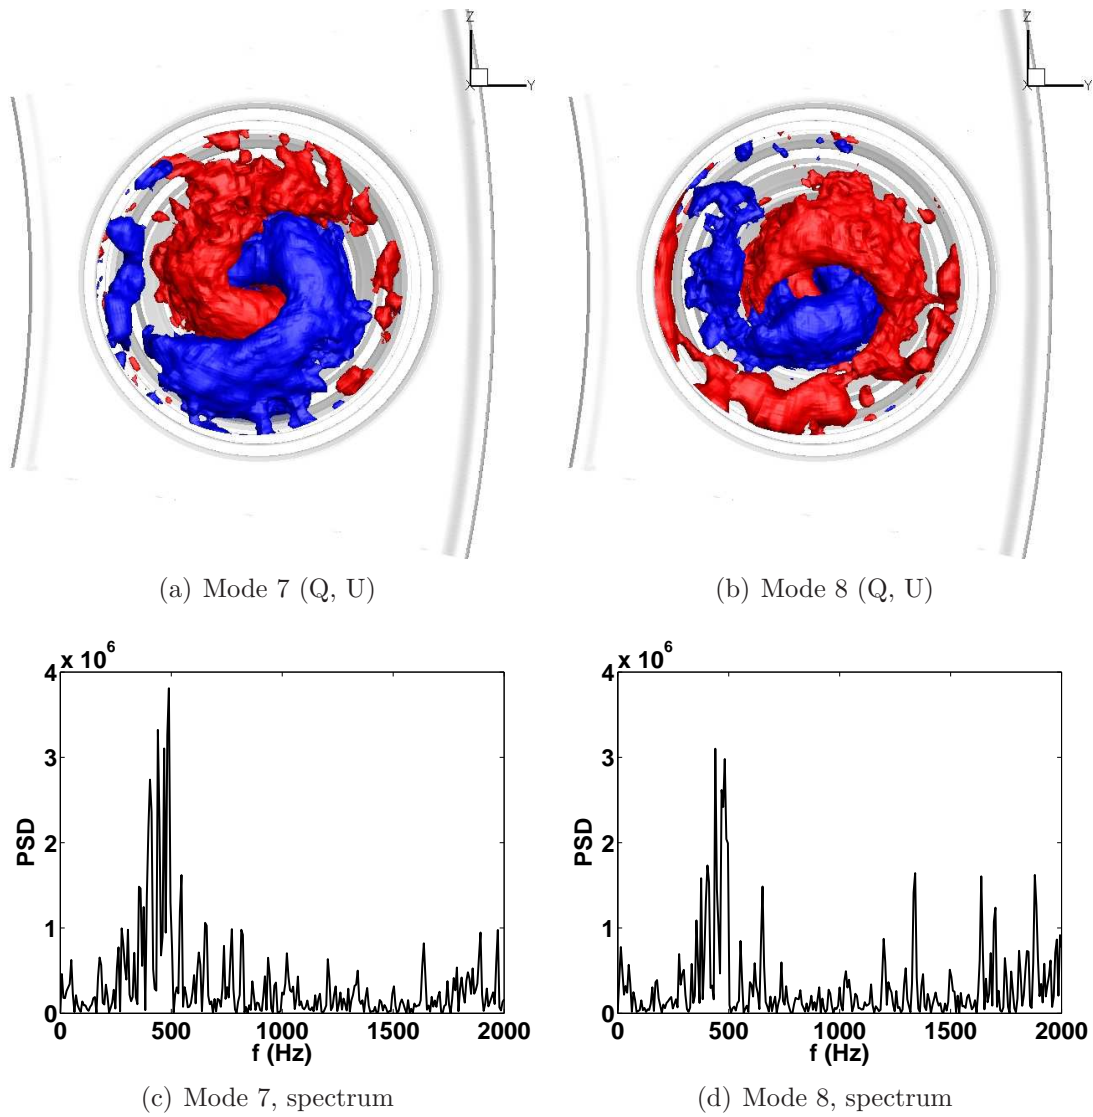 Z
X
Y
Z
X
Y
(a) Mode 7 (Q, U)
(b) Mode 8 (Q, U)
x 10^6
4
3
2
1
0
PSD
0
500
1000
1500
2000
f (Hz)
x 10^6
4
3
2
1
0
PSD
0
500
1000
1500
2000
f (Hz)
(c) Mode 7, spectrum
(d) Mode 8, spectrum